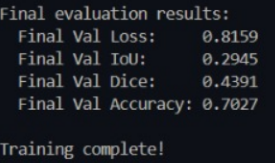 Final evaluation results:
Final Val Loss: 0.8159
Final Val IoU: 0.2945
Final Val Dice: 0.4391
Final Val Accuracy: 0.7027
Training complete!